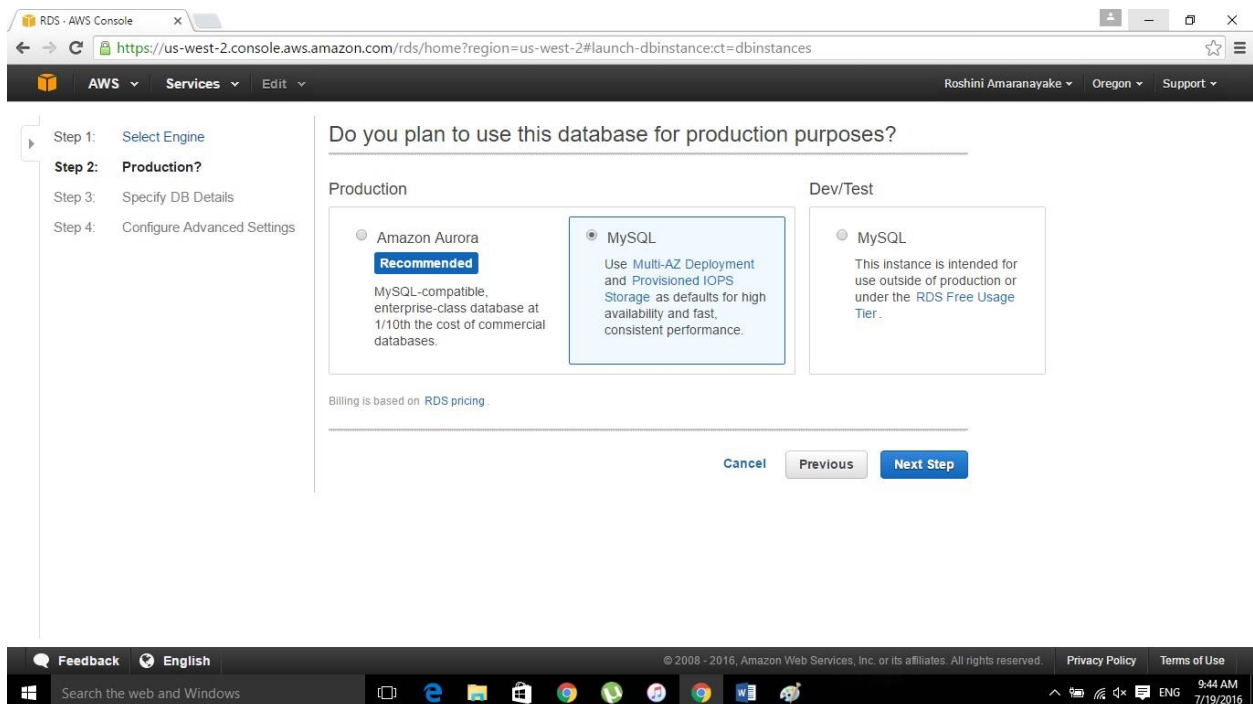 RDS · AWS Console
https://us-west-2.console.aws.amazon.com/rds/home?region=us-west-2#launch-dbinstance:ct=dbinstances
AWS Services Edit Roshini Amaranayake Oregon Support
Step 1: Select Engine
Step 2: Production?
Step 3: Specify DB Details
Step 4: Configure Advanced Settings
Do you plan to use this database for production purposes?
Production
Amazon Aurora
Recommended
MySQL-compatible,
enterprise-class database at
1/10th the cost of commercial
databases.
MySQL
Use Multi-AZ Deployment
and Provisioned IOPS
Storage as defaults for high
availability and fast,
consistent performance.
Dev/Test
MySQL
This instance is intended for
use outside of production or
under the RDS Free Usage
Tier.
Billing is based on RDS pricing.
Cancel Previous Next Step
Feedback English © 2008 - 2016, Amazon Web Services, Inc. or its affiliates. All rights reserved. Privacy Policy Terms of Use
Search the web and Windows
ENG
9:44 AM
7/19/2016